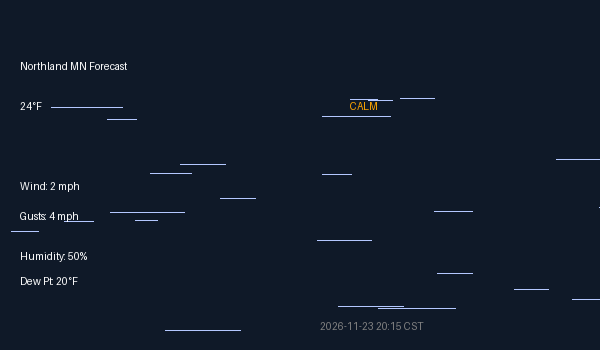 Northland MN Forecast
24°F
CALM
Wind: 2 mph
Gusts: 4 mph
Humidity: 50%
Dew Pt: 20°F
2026-11-23 20:15 CST